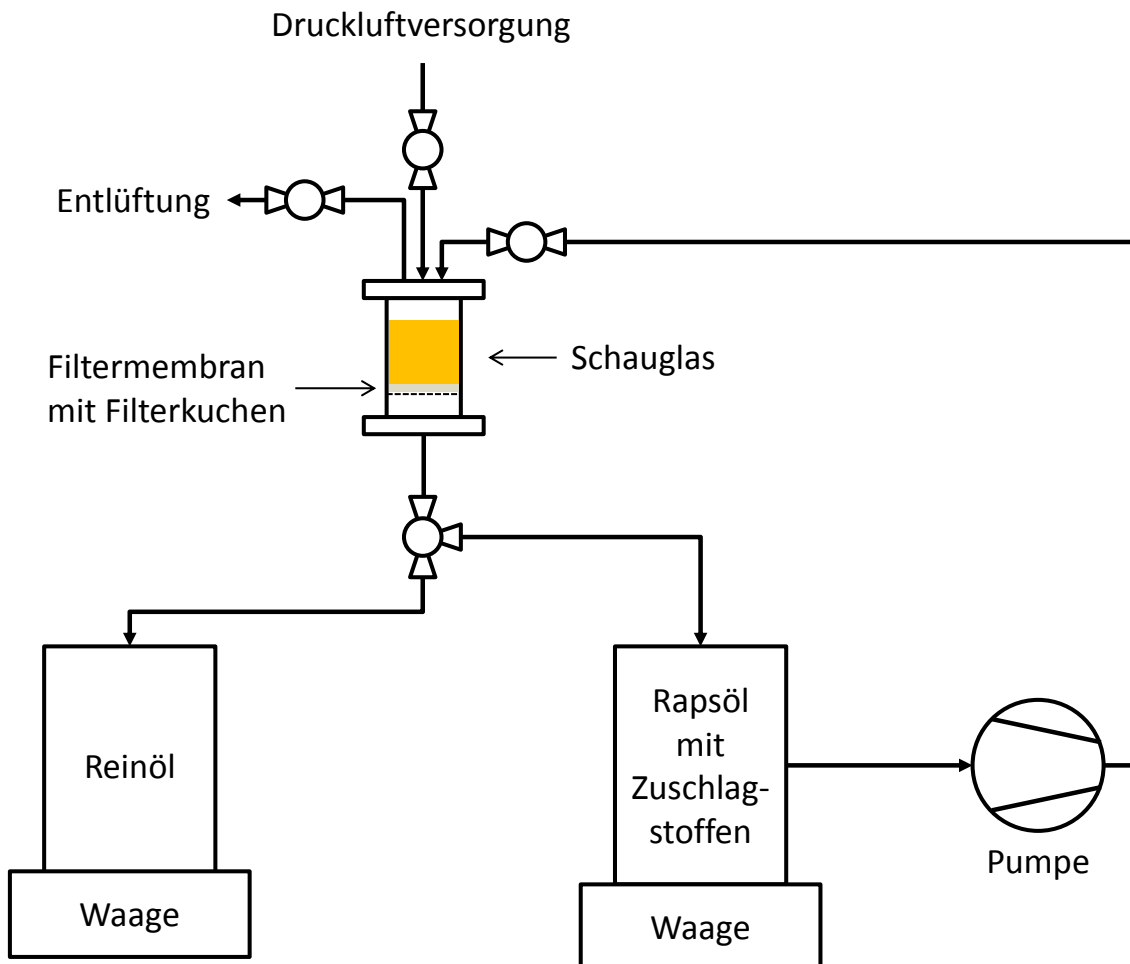 Druckluftversorgung
Entlüftung
Filtermembran
mit Filterkuchen
Schauglas
Reinöl
Waage
Rapsöl
mit
Zuschlag-
stoffen
Waage
Pumpe